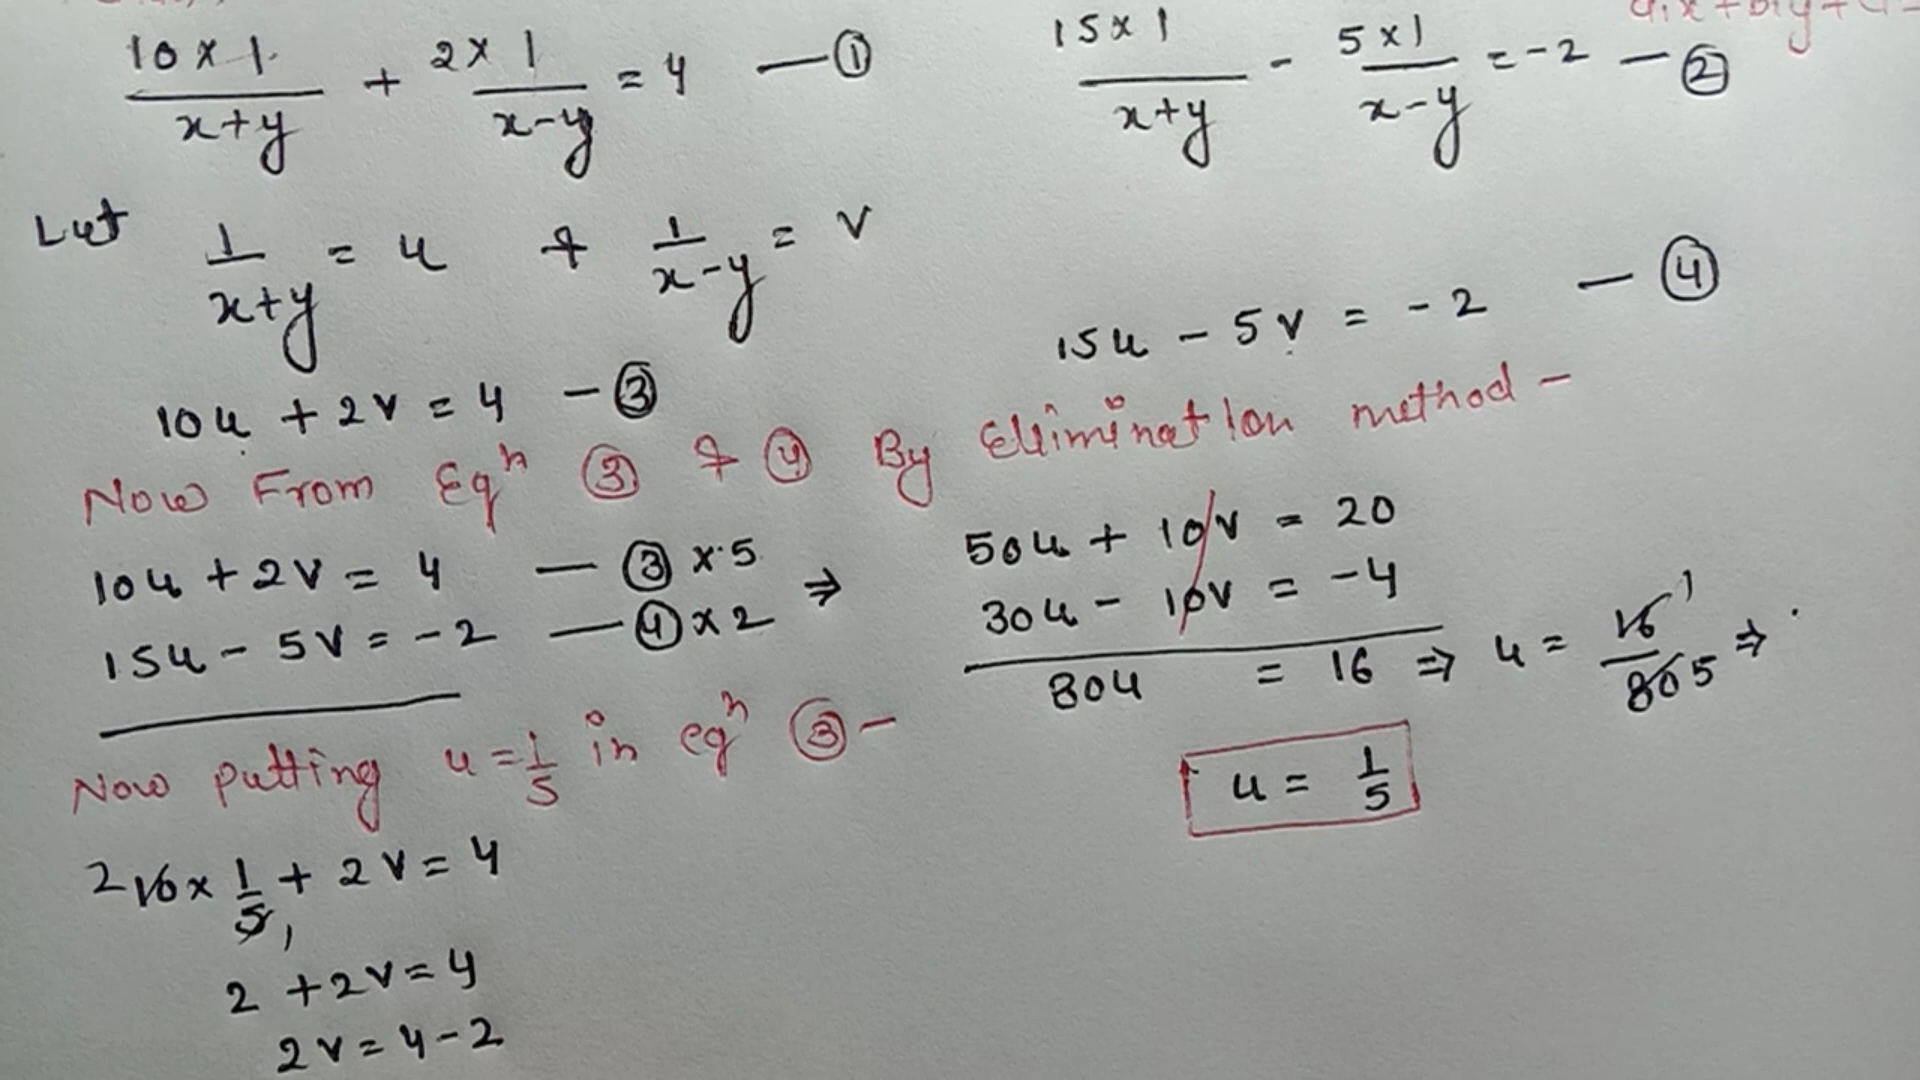 10 × 1 / x+y + 2 × 1 / x-y = 4 — ①
15 × 1 / x+y - 5 × 1 / x-y = -2 — ②
Let 1 / x+y = u & 1 / x-y = v
10u + 2v = 4 — ③
15u - 5v = -2 — ④
Now From Eqⁿ ③ & ④ By Elimination method -
10u + 2v = 4 — ③ × 5
15u - 5v = -2 — ④ × 2 ⇒
50u + 10v = 20
30u - 10v = -4
80u = 16 ⇒ u = 16 1 / 80 5 ⇒
u = 1/5
Now putting u = 1/5 in eqⁿ ③ -
2 10 × 1/5 1 + 2v = 4
2 + 2v = 4
2v = 4 - 2